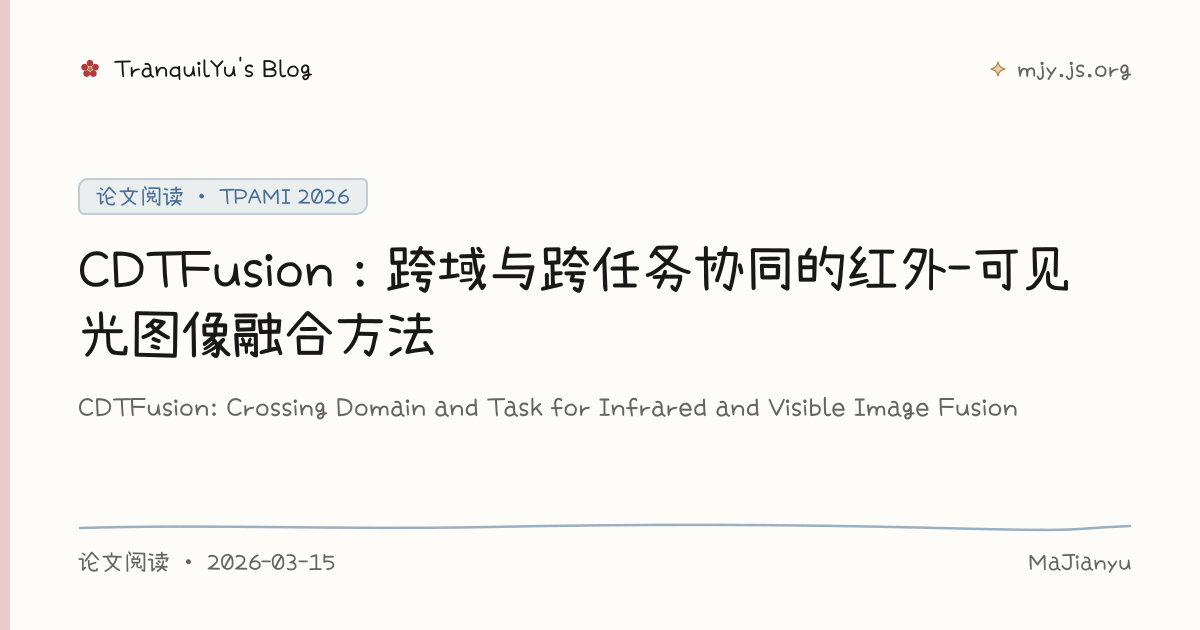 TranquilYu's Blog
mjy.js.org
论文阅读 • TPAMI 2026
CDTFusion：跨域与跨任务协同的红外-可见
光图像融合方法
CDTFusion: Crossing Domain and Task for Infrared and Visible Image Fusion
论文阅读 • 2026-03-15
MaJianyu